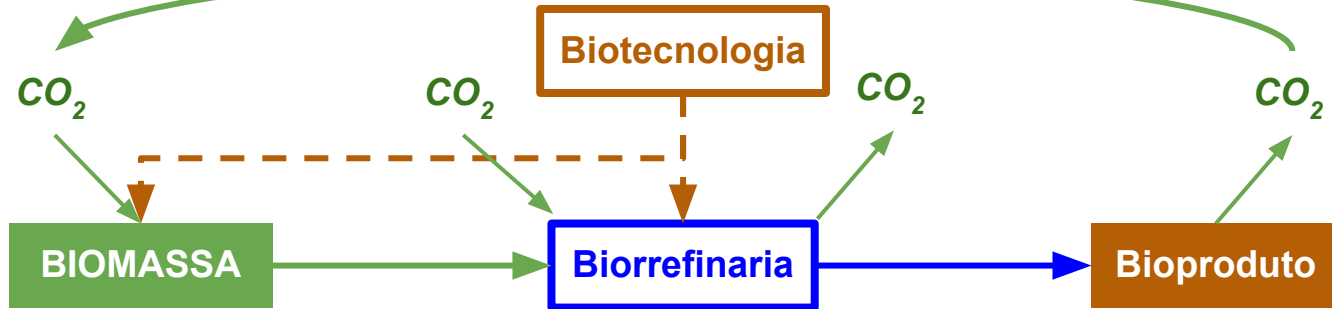 Biotecnologia
CO2
CO2
CO2
CO2
BIOMASSA
Biorrefinaria
Bioproduto